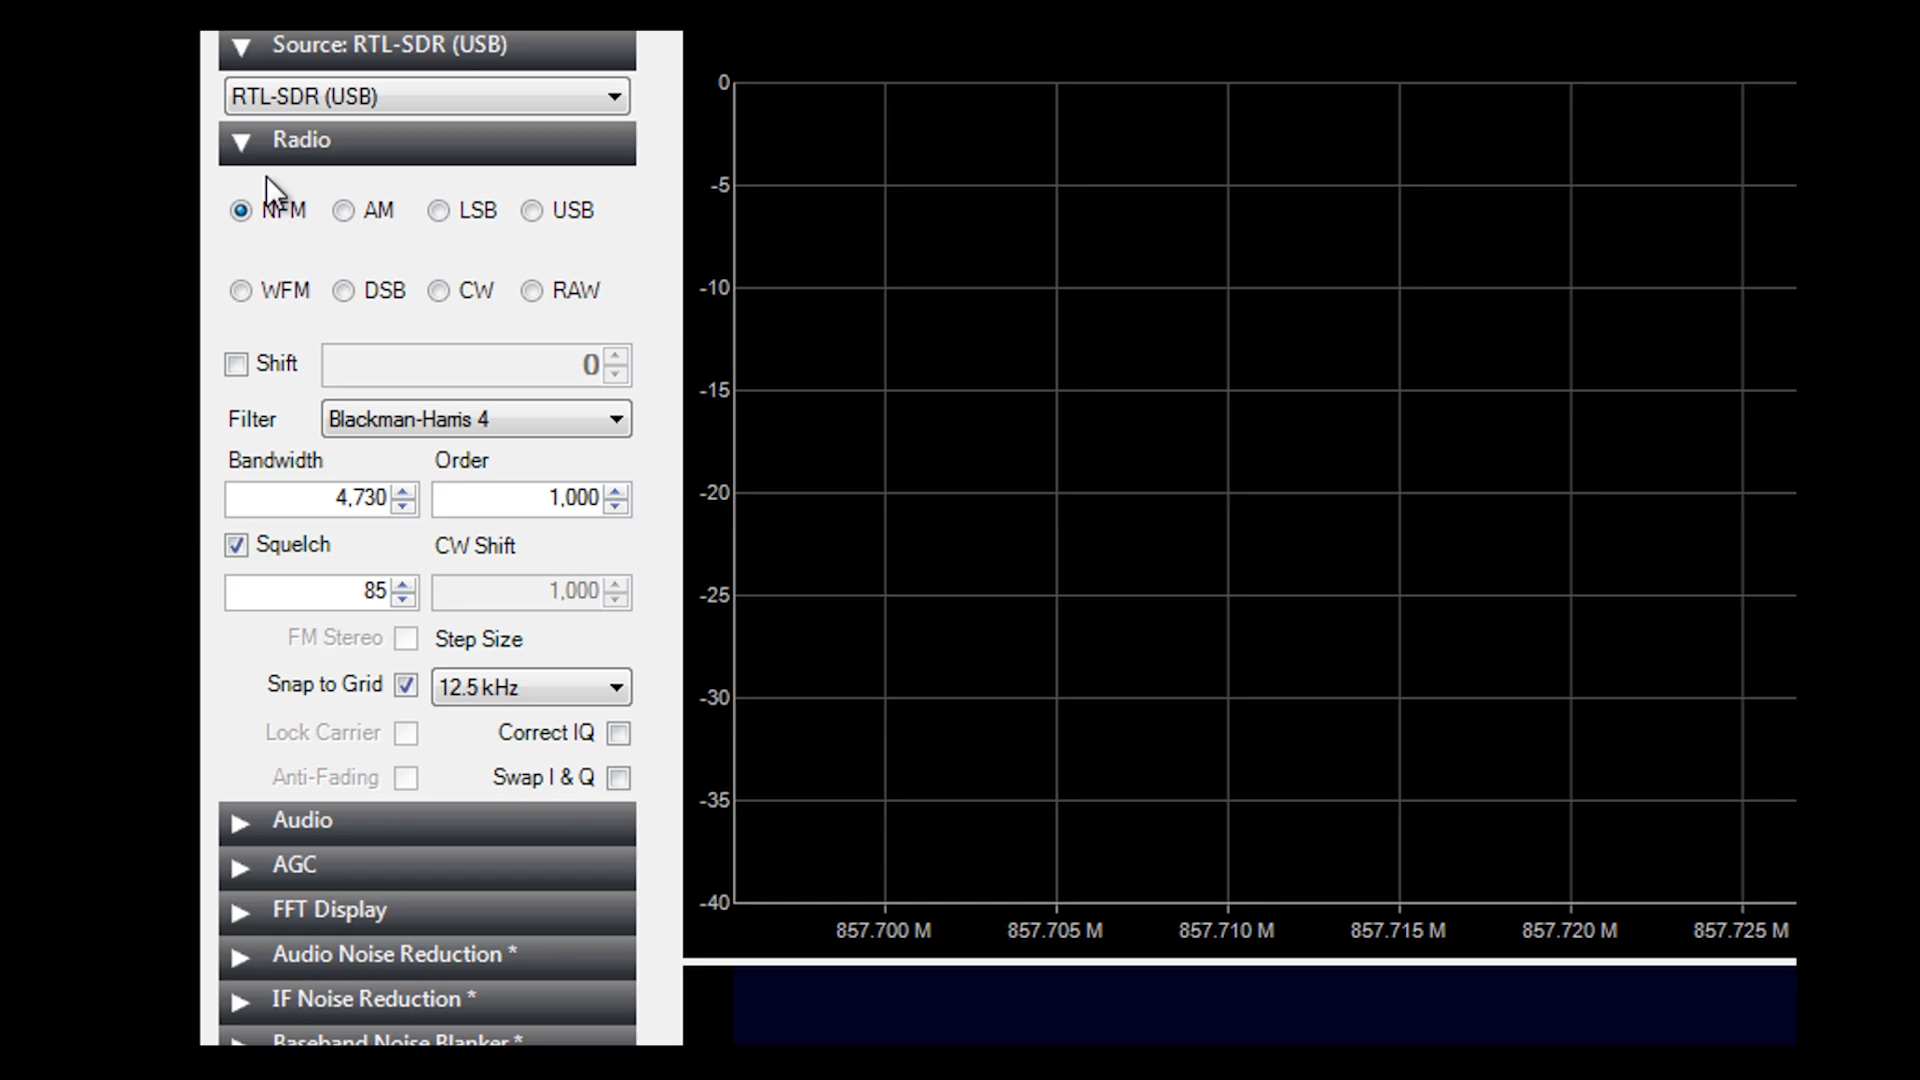 Source: RTL-SDR (USB)
RTL-SDR (USB)
Radio
NFM AM LSB USB
WFM DSB CW RAW
Shift 0
Filter Blackman-Harris 4
Bandwidth Order
4,730 1,000
Squelch CW Shift
85 1,000
FM Stereo Step Size
Snap to Grid 12.5 kHz
Lock Carrier Correct IQ
Anti-Fading Swap I & Q
Audio
AGC
FFT Display
Audio Noise Reduction *
IF Noise Reduction *
Baseband Noise Blanker *
0
-5
-10
-15
-20
-25
-30
-35
-40
857.700 M 857.705 M 857.710 M 857.715 M 857.720 M 857.725 M